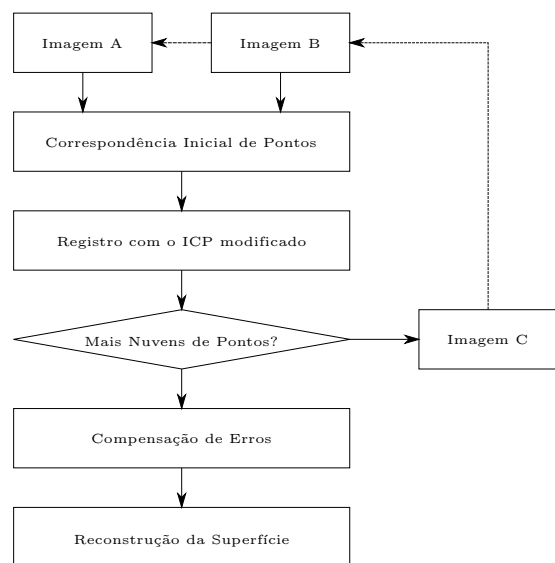 Imagem A
Imagem B
Correspondência Inicial de Pontos
Registro com o ICP modificado
Mais Nuvens de Pontos?
Imagem C
Compensação de Erros
Reconstrução da Superfície